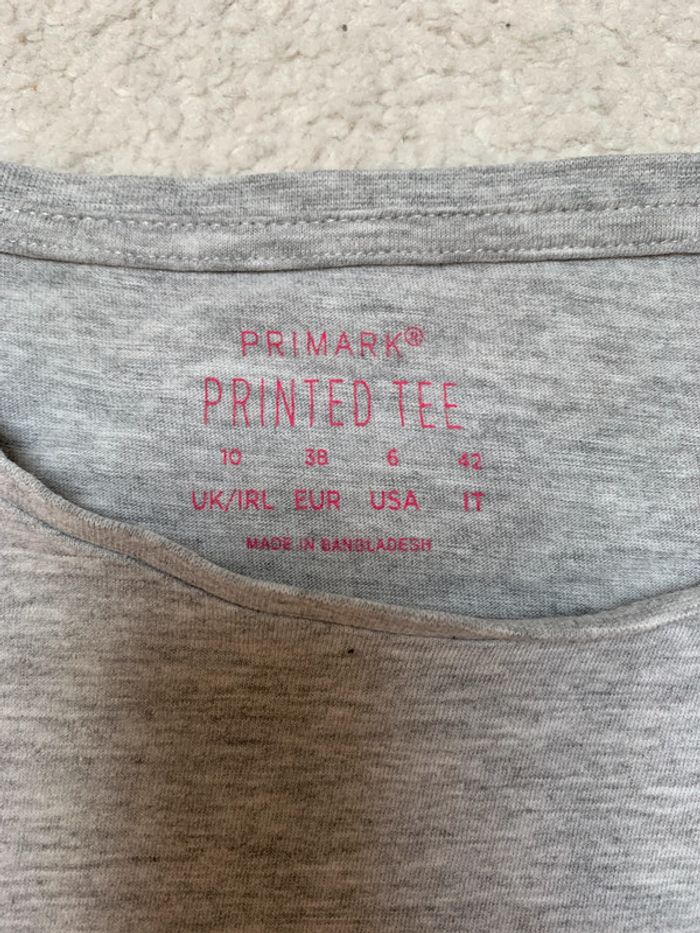 PRIMARK®
PRINTED TEE
10 38 6 42
UK/IRL EUR USA IT
MADE IN BANGLADESH